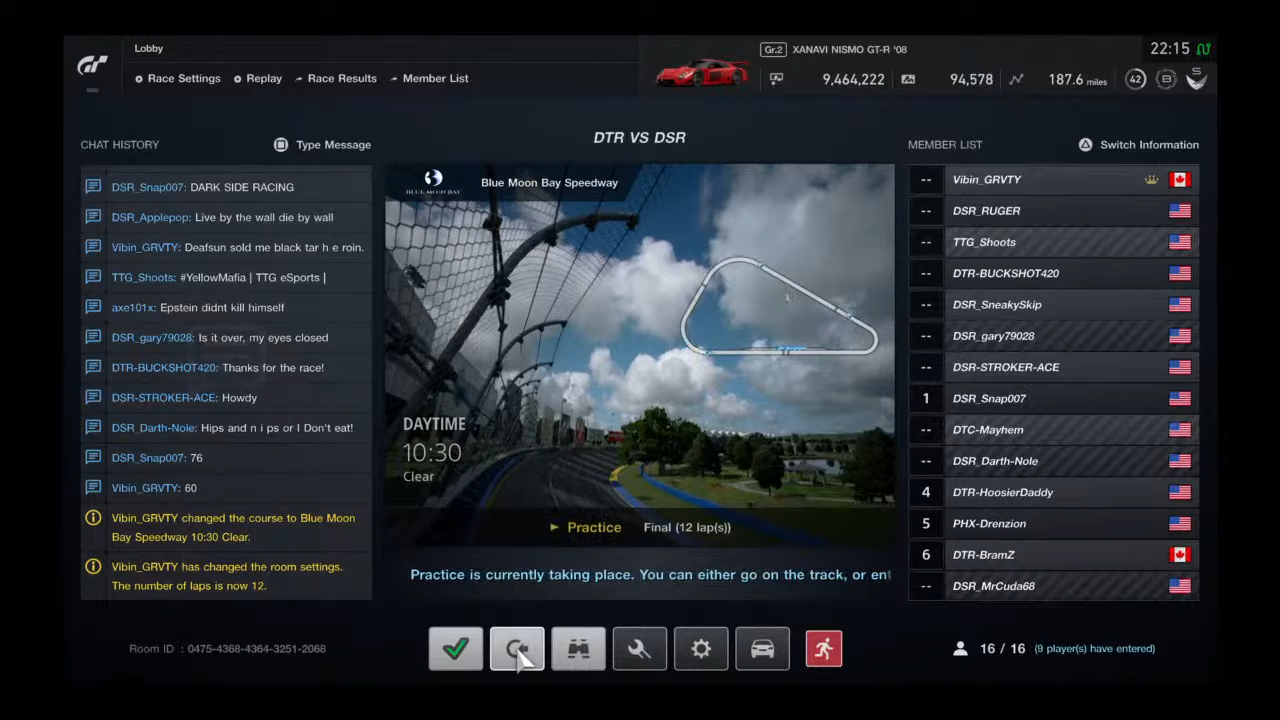 Lobby
Race Settings
Replay
Race Results
Member List
Gr.2
XANAVI NISMO GT-R '08
22:15
9,464,222
94,578
187.6 miles
42
B
S
CHAT HISTORY
Type Message
DTR VS DSR
MEMBER LIST
Switch Information
DSR_Snap007: DARK SIDE RACING
DSR_Applepop: Live by the wall die by wall
Vibin_GRVTY: Deafsun sold me black tar h e roin.
TTG_Shoots: #YellowMafia | TTG eSports |
axe101x: Epstein didnt kill himself
DSR_gary79028: Is it over, my eyes closed
DTR-BUCKSHOT420: Thanks for the race!
DSR-STROKER-ACE: Howdy
DSR_Darth-Nole: Hips and n i ps or I Don't eat!
DSR_Snap007: 76
Vibin_GRVTY: 60
Vibin_GRVTY changed the course to Blue Moon
Bay Speedway 10:30 Clear.
Vibin_GRVTY has changed the room settings.
The number of laps is now 12.
BLUE MOON BAY
Blue Moon Bay Speedway
DAYTIME
10:30
Clear
Practice
Final (12 lap(s))
Practice is currently taking place. You can either go on the track, or ent
-- Vibin_GRVTY
-- DSR_RUGER
-- TTG_Shoots
-- DTR-BUCKSHOT420
-- DSR_SneakySkip
-- DSR_gary79028
-- DSR-STROKER-ACE
1 DSR_Snap007
-- DTC-Mayhem
-- DSR_Darth-Nole
4 DTR-HoosierDaddy
5 PHX-Drenzion
6 DTR-BramZ
-- DSR_MrCuda68
Room ID : 0475-4368-4364-3251-2068
16 / 16 (9 player(s) have entered)